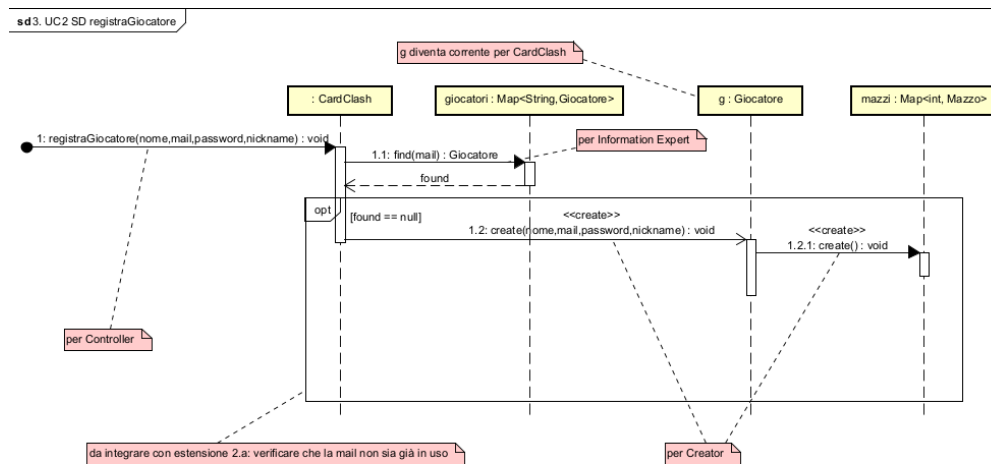 sd 3. UC2 SD registraGiocatore
g diventa corrente per CardClash
: CardClash
giocatori : Map<String,Giocatore>
g : Giocatore
mazzi : Map<int, Mazzo>
1: registraGiocatore(nome,mail,password,nickname) : void
per Information Expert
1.1: find(mail) : Giocatore
found
opt
[found == null]
<<create>>
1.2: create(nome,mail,password,nickname) : void
<<create>>
1.2.1: create() : void
per Controller
da integrare con estensione 2.a: verificare che la mail non sia già in uso
per Creator